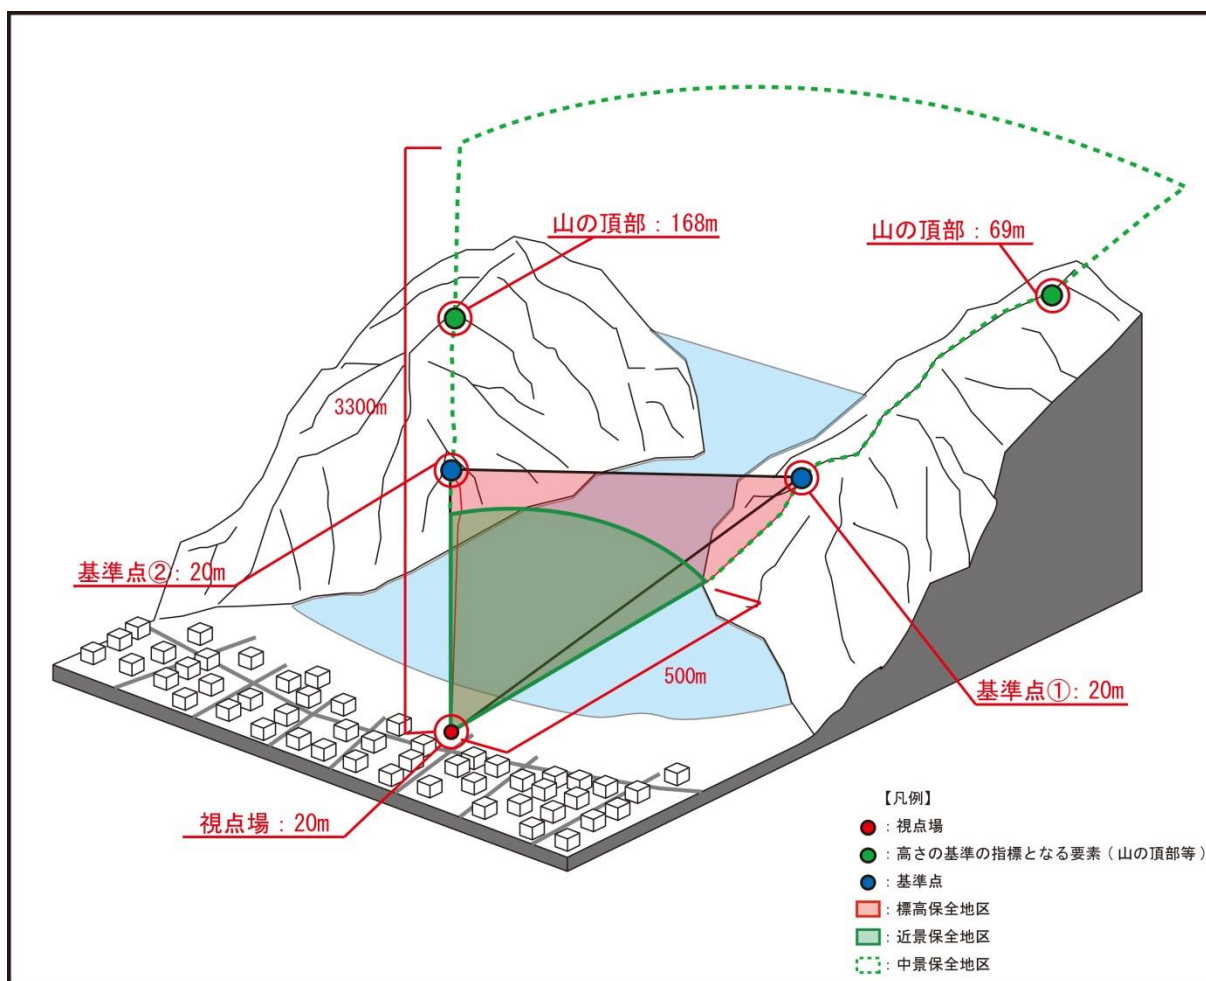 山の頂部：168m
山の頂部：69m
3300m
基準点②：20m
500m
基準点①：20m
視点場：20m
【凡例】
：視点場
：高さの基準の指標となる要素（山の頂部等）
：基準点
：標高保全地区
：近景保全地区
：中景保全地区